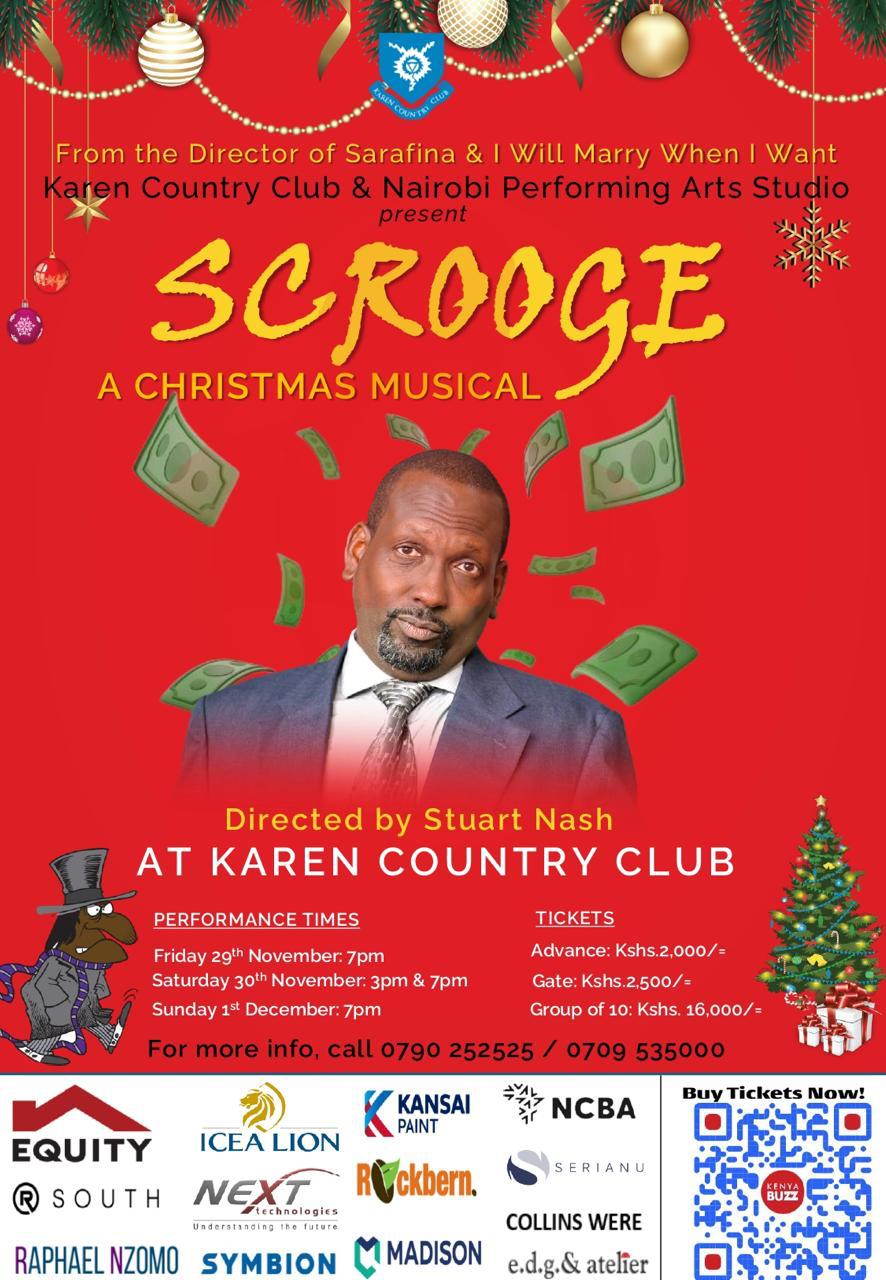 KAREN COUNTRY CLUB
From the Director of Sarafina & I Will Marry When I Want
Karen Country Club & Nairobi Performing Arts Studio
present
SCROOGE
A CHRISTMAS MUSICAL
Directed by Stuart Nash
AT KAREN COUNTRY CLUB
PERFORMANCE TIMES
Friday 29th November: 7pm
Saturday 30th November: 3pm & 7pm
Sunday 1st December: 7pm
TICKETS
Advance: Kshs.2,000/=
Gate: Kshs.2,500/=
Group of 10: Kshs. 16,000/=
For more info, call 0790 252525 / 0709 535000
EQUITY
ICEA LION
KANSAI
PAINT
NCBA
R SOUTH
NEXT
technologies
Understanding the future
Rockbern.
SERIANU
COLLINS WERE
RAPHAEL NZOMO
SYMBION
MADISON
e.d.g.& atelier
Buy Tickets Now!
KENYA
BUZZ